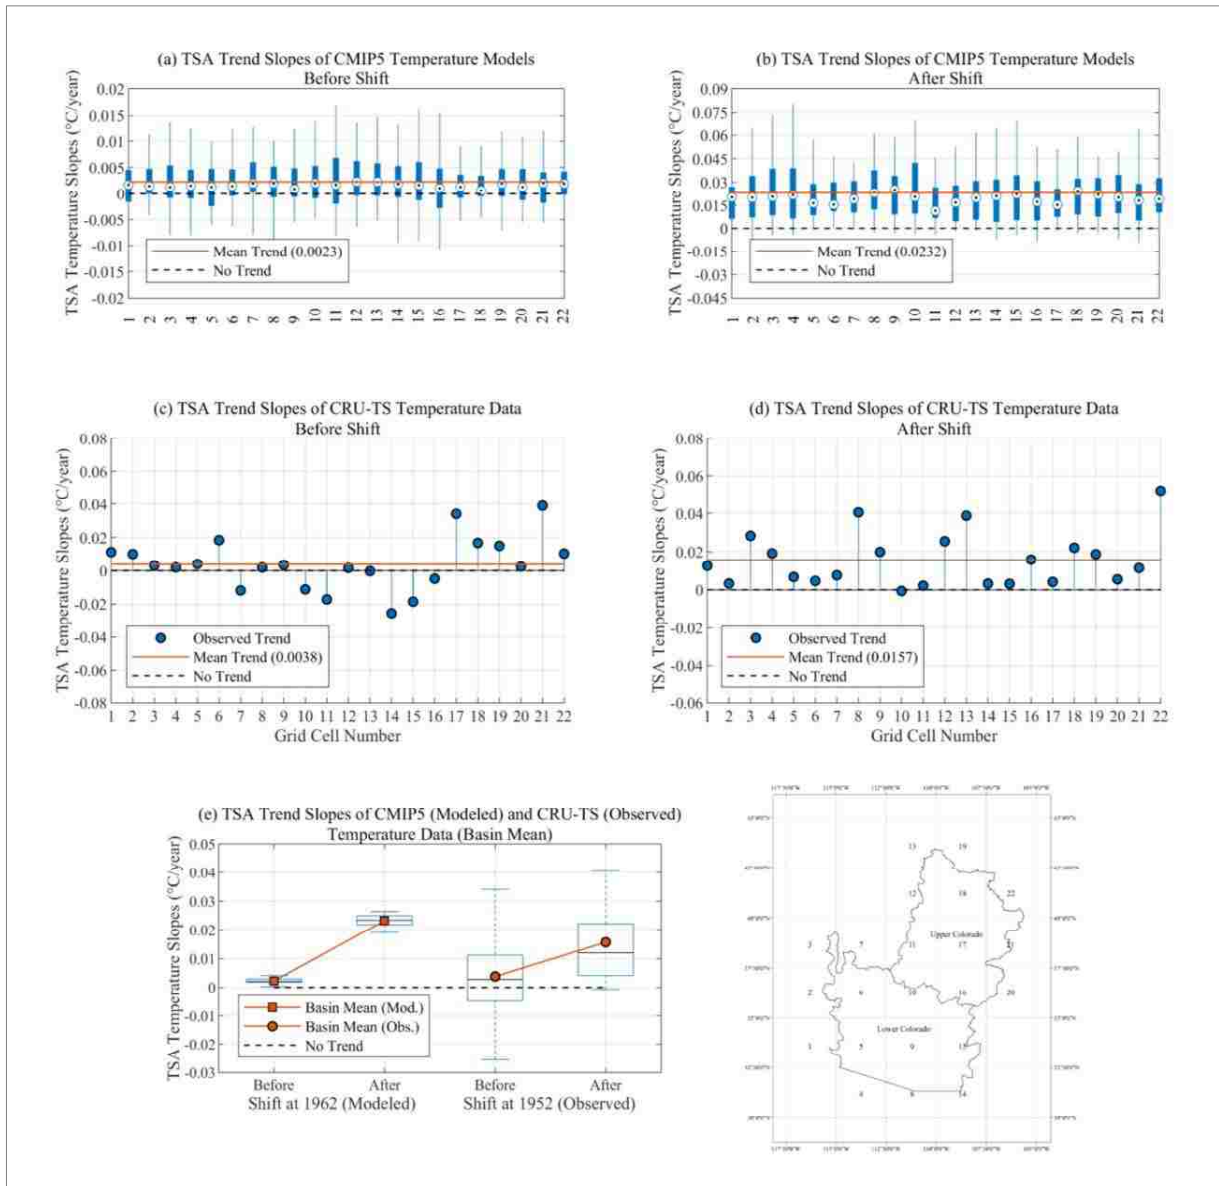 (a) TSA Trend Slopes of CMIP5 Temperature Models
Before Shift
TSA Temperature Slopes (°C/year)
0.02
0.015
0.01
0.005
0
-0.005
-0.01
-0.015
-0.02
Mean Trend (0.0023)
No Trend
1 2 3 4 5 6 7 8 9 10 11 12 13 14 15 16 17 18 19 20 21 22
(b) TSA Trend Slopes of CMIP5 Temperature Models
After Shift
TSA Temperature Slopes (°C/year)
0.09
0.075
0.06
0.045
0.03
0.015
0
-0.015
-0.03
-0.045
Mean Trend (0.0232)
No Trend
1 2 3 4 5 6 7 8 9 10 11 12 13 14 15 16 17 18 19 20 21 22
(c) TSA Trend Slopes of CRU-TS Temperature Data
Before Shift
TSA Temperature Slopes (°C/year)
0.08
0.06
0.04
0.02
0
-0.02
-0.04
-0.06
-0.08
Observed Trend
Mean Trend (0.0038)
No Trend
1 2 3 4 5 6 7 8 9 10 11 12 13 14 15 16 17 18 19 20 21 22
Grid Cell Number
(d) TSA Trend Slopes of CRU-TS Temperature Data
After Shift
TSA Temperature Slopes (°C/year)
0.08
0.06
0.04
0.02
0
-0.02
-0.04
-0.06
Observed Trend
Mean Trend (0.0157)
No Trend
1 2 3 4 5 6 7 8 9 10 11 12 13 14 15 16 17 18 19 20 21 22
Grid Cell Number
(e) TSA Trend Slopes of CMIP5 (Modeled) and CRU-TS (Observed)
Temperature Data (Basin Mean)
TSA Temperature Slopes (°C/year)
0.05
0.04
0.03
0.02
0.01
0
-0.01
-0.02
-0.03
Basin Mean (Mod.)
Basin Mean (Obs.)
No Trend
Before After Before After
Shift at 1962 (Modeled) Shift at 1952 (Observed)
13 19
12 18 22
Upper Colorado
3 7 11 17 21
2 6 10 16 20
Lower Colorado
1 5 9 15
4 8 14